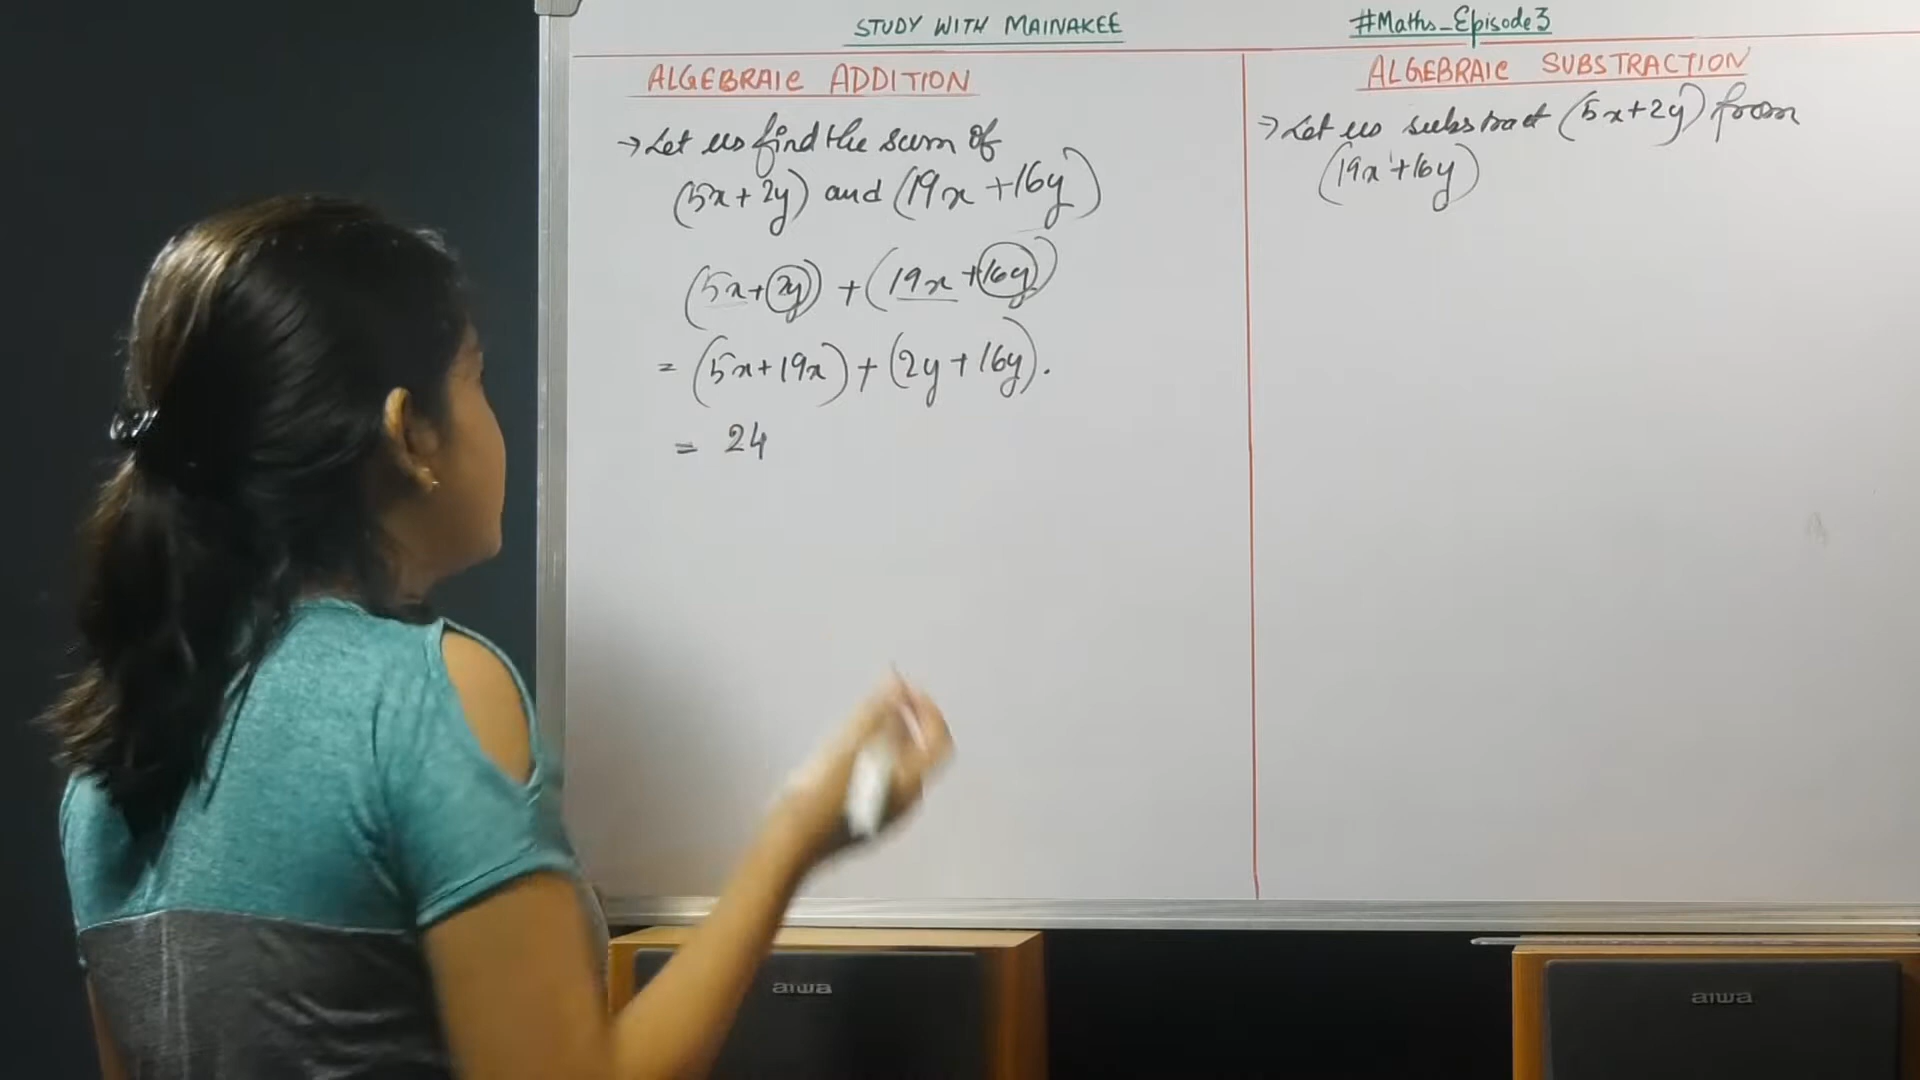 STUDY WITH MAINAKEE
#Maths_Episode3
ALGEBRAIC ADDITION
→ Let us find the sum of
(5x + 2y) and (19x + 16y)
(5x + 2y) + (19x + 16y)
= (5x + 19x) + (2y + 16y).
= 24
ALGEBRAIC SUBSTRACTION
→ Let us substract (5x + 2y) from
(19x + 16y)
aiwa
aiwa